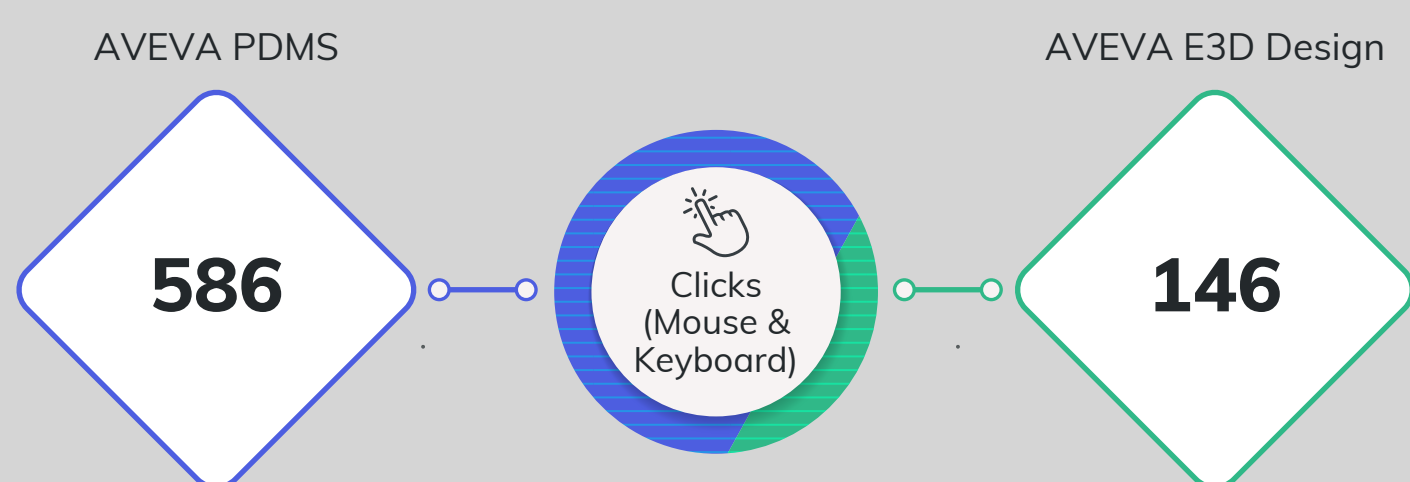 AVEVA PDMS
AVEVA E3D Design
586
Clicks
(Mouse &
Keyboard)
146